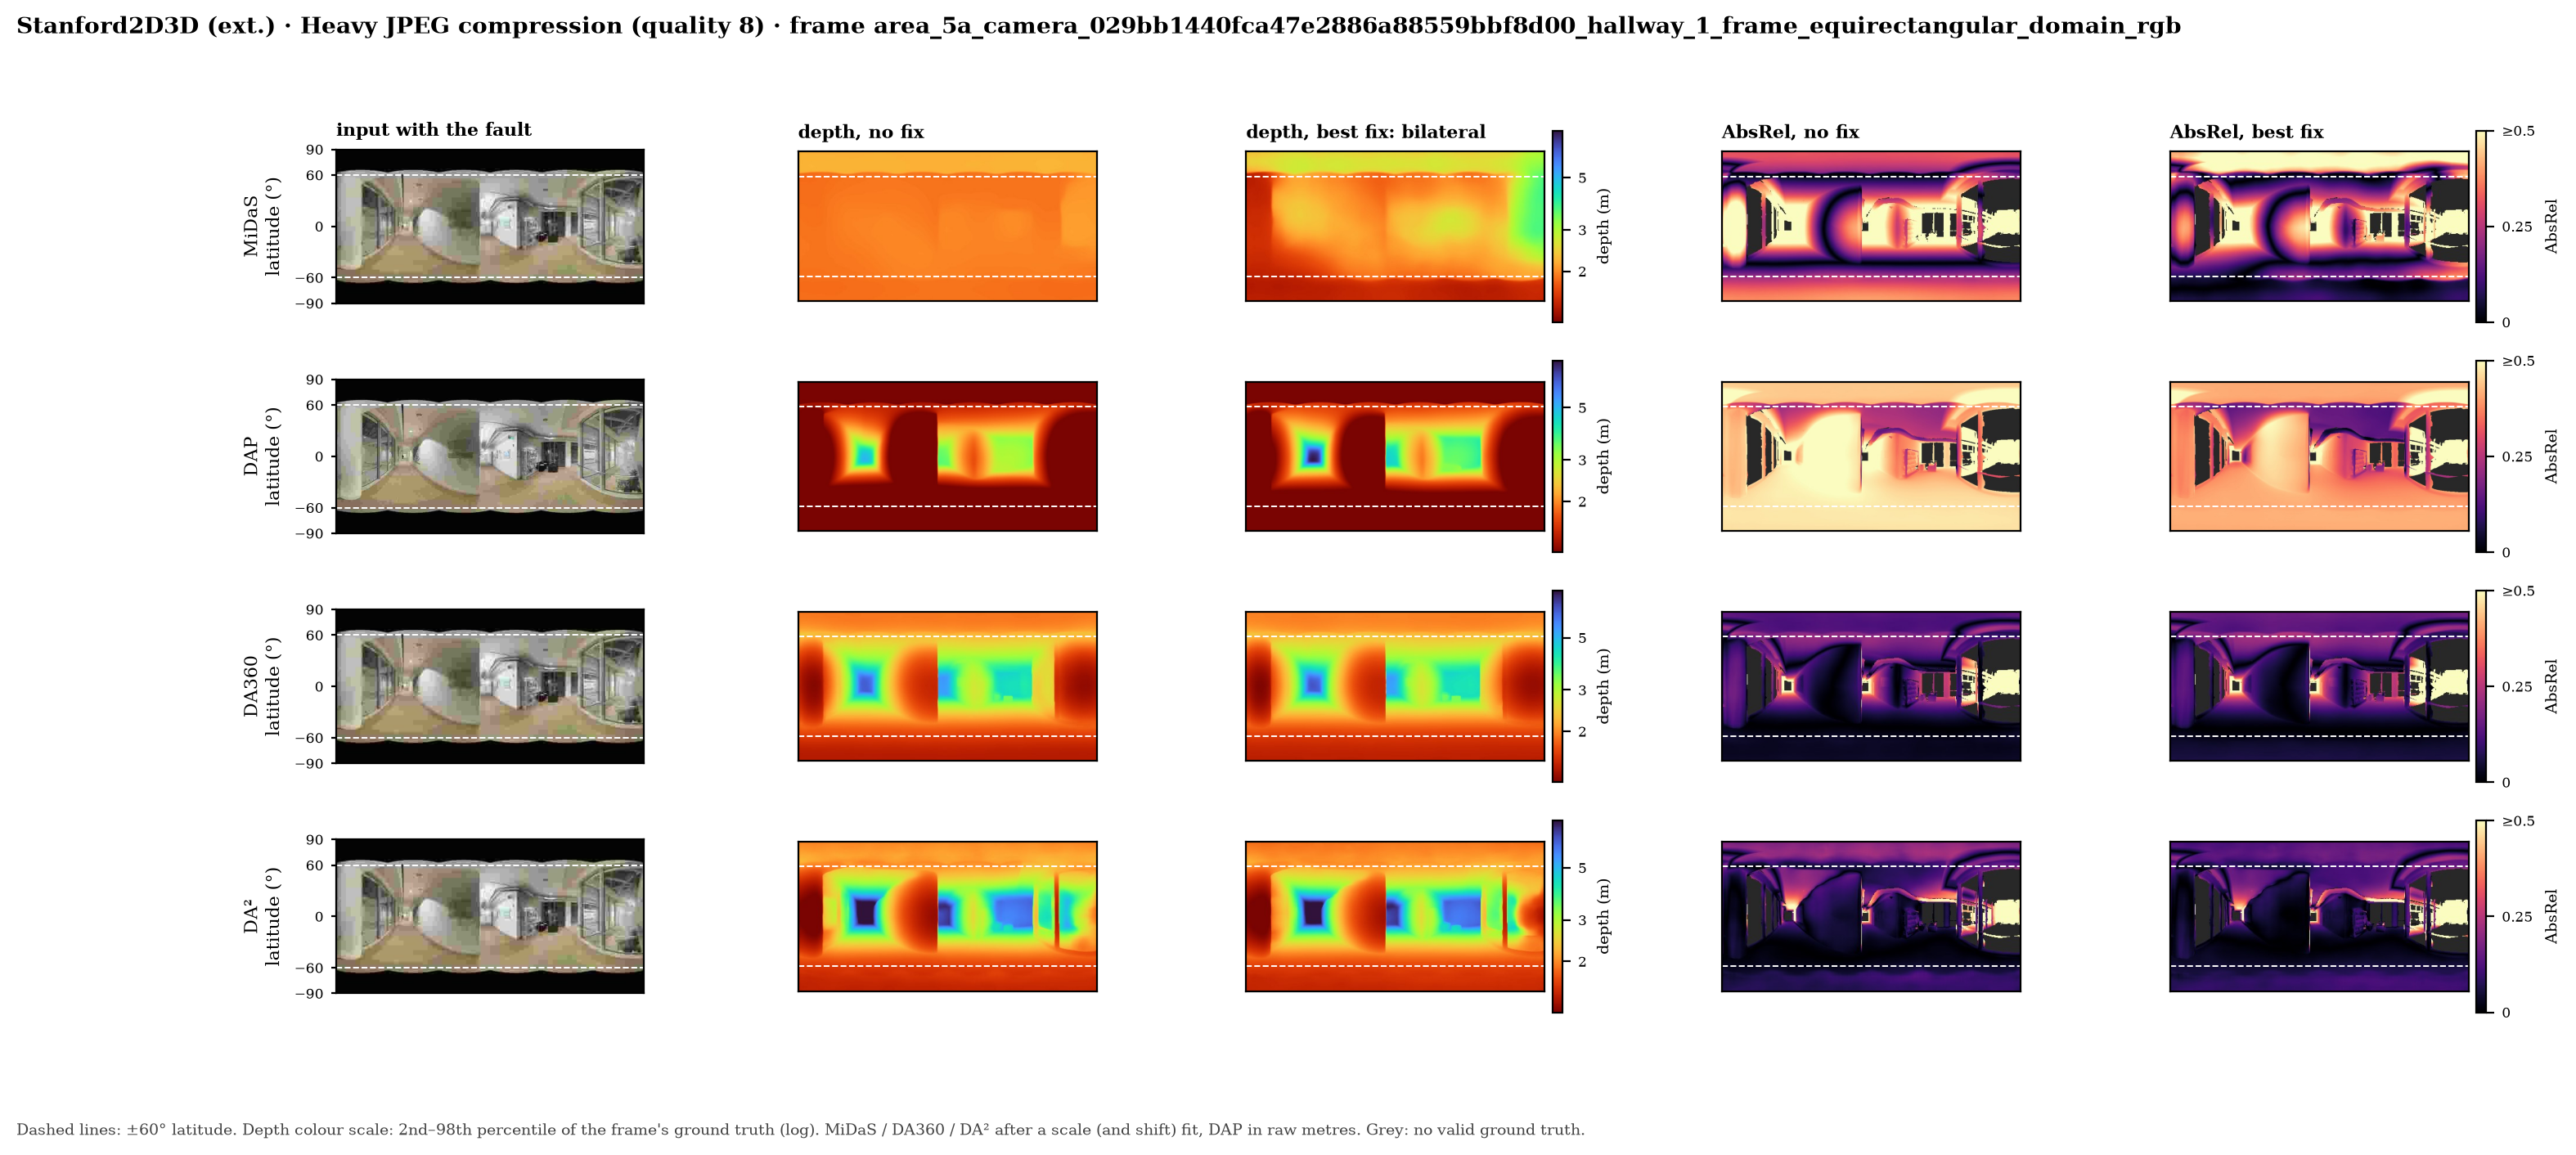 Stanford2D3D (ext.) · Heavy JPEG compression (quality 8) · frame area_5a_camera_029bb1440fca47e2886a88559bbf8d00_hallway_1_frame_equirectangular_domain_rgb
input with the fault
depth, no fix
depth, best fix: bilateral
AbsRel, no fix
AbsRel, best fix
MiDaS
latitude (°)
90
60
0
−60
−90
5
3
2
depth (m)
≥0.5
0.25
0
AbsRel
DAP
latitude (°)
90
60
0
−60
−90
5
3
2
depth (m)
≥0.5
0.25
0
AbsRel
DA360
latitude (°)
90
60
0
−60
−90
5
3
2
depth (m)
≥0.5
0.25
0
AbsRel
DA²
latitude (°)
90
60
0
−60
−90
5
3
2
depth (m)
≥0.5
0.25
0
AbsRel
Dashed lines: ±60° latitude. Depth colour scale: 2nd–98th percentile of the frame's ground truth (log). MiDaS / DA360 / DA² after a scale (and shift) fit, DAP in raw metres. Grey: no valid ground truth.